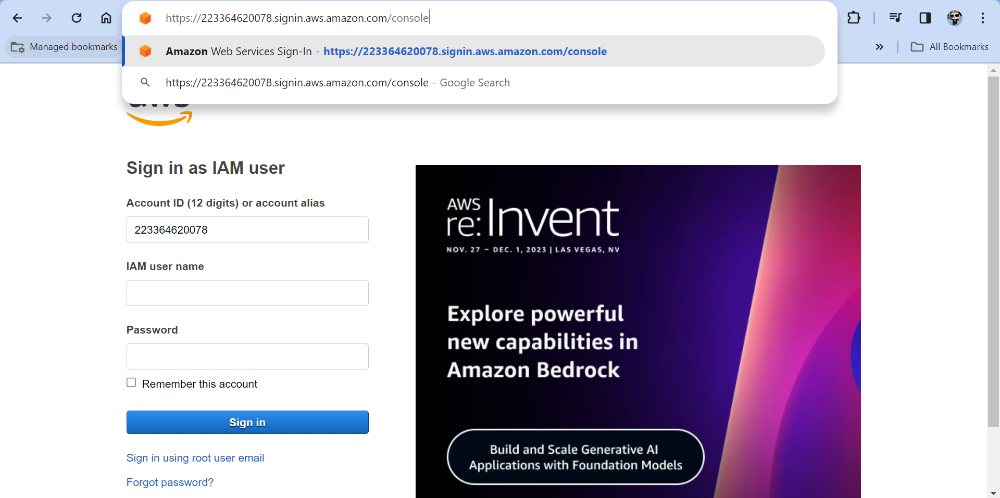 https://223364620078.signin.aws.amazon.com/console
Managed bookmarks
Amazon Web Services Sign-In - https://223364620078.signin.aws.amazon.com/console
» All Bookmarks
https://223364620078.signin.aws.amazon.com/console - Google Search
aws
Sign in as IAM user
Account ID (12 digits) or account alias
223364620078
IAM user name
Password
Remember this account
Sign in
Sign in using root user email
Forgot password?
AWS
re:Invent
NOV. 27 – DEC. 1, 2023 | LAS VEGAS, NV
Explore powerful
new capabilities in
Amazon Bedrock
Build and Scale Generative AI
Applications with Foundation Models